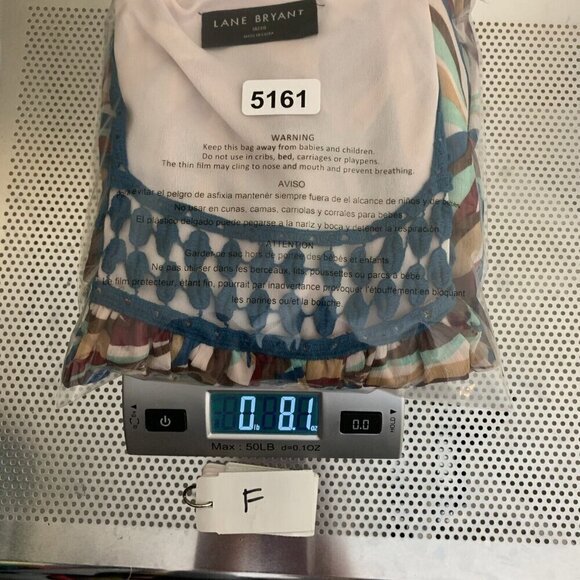 LANE BRYANT
18/20
5161
WARNING
Keep this bag away from babies and children.
Do not use in cribs, bed, carriages or playpens.
The thin film may cling to nose and mouth and prevent breathing.
AVISO
Para evitar el peligro de asfixia mantener siempre fuera de el alcance de niños y de bebes
No usar en cunas, camas, carriolas y corrales para bebés
El plástico delgado puede pegarse a la nariz y boca y detener la respiración.
ATTENTION
Garder ce sac hors de portée des bébés et enfants
Ne pas utiliser dans les berceaux, lits, poussettes ou parcs à bébé.
Le film protecteur, étant fin, pourrait par inadvertance provoquer l'étouffement en bloquant
les narines ou/et la bouche.
0 lb 8.1 oz
0.0
HOLD
Max : 50LB d=0.1OZ
F